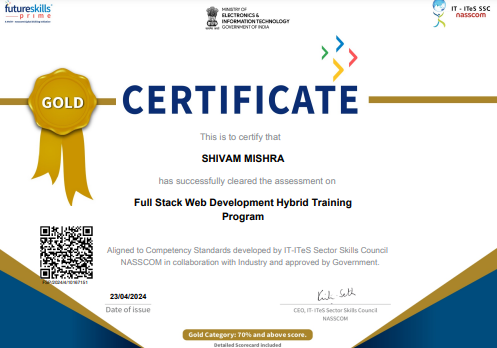 futureskills
prime
MINISTRY OF
ELECTRONICS &
INFORMATION TECHNOLOGY
GOVERNMENT OF INDIA
IT - ITeS SSC
nasscom
GOLD
CERTIFICATE
This is to certify that
SHIVAM MISHRA
has successfully cleared the assessment on
Full Stack Web Development Hybrid Training
Program
Aligned to Competency Standards developed by IT-ITeS Sector Skills Council
NASSCOM in collaboration with Industry and approved by Government.
23/04/2024
Date of issue
CEO, IT-ITeS Sector Skills Council
NASSCOM
Gold Category: 70% and above score.
Detailed Scorecard included